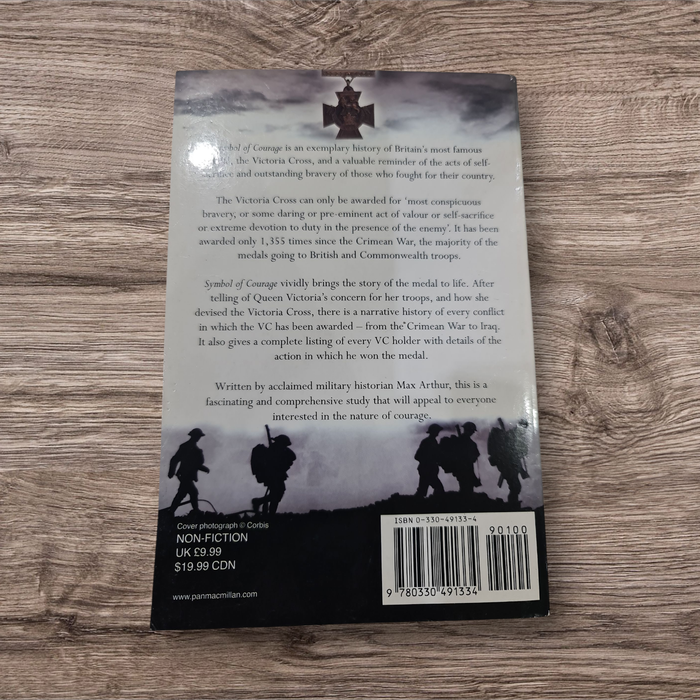 of Courage is an exemplary history of Britain's most famous
the Victoria Cross, and a valuable reminder of the acts of self-
and outstanding bravery of those who fought for their country.
The Victoria Cross can only be awarded for 'most conspicuous
bravery, or some daring or pre-eminent act of valour or self-sacrifice
or extreme devotion to duty in the presence of the enemy'. It has been
awarded only 1,355 times since the Crimean War, the majority of the
medals going to British and Commonwealth troops.
Symbol of Courage vividly brings the story of the medal to life. After
telling of Queen Victoria's concern for her troops, and how she
devised the Victoria Cross, there is a narrative history of every conflict
in which the VC has been awarded – from the Crimean War to Iraq.
It also gives a complete listing of every VC holder with details of the
action in which he won the medal.
Written by acclaimed military historian Max Arthur, this is a
fascinating and comprehensive study that will appeal to everyone
interested in the nature of courage.
Cover photograph © Corbis
NON-FICTION
UK £9.99
$19.99 CDN
www.panmacmillan.com
ISBN 0-330-49133-4
90100
9 780330 491334